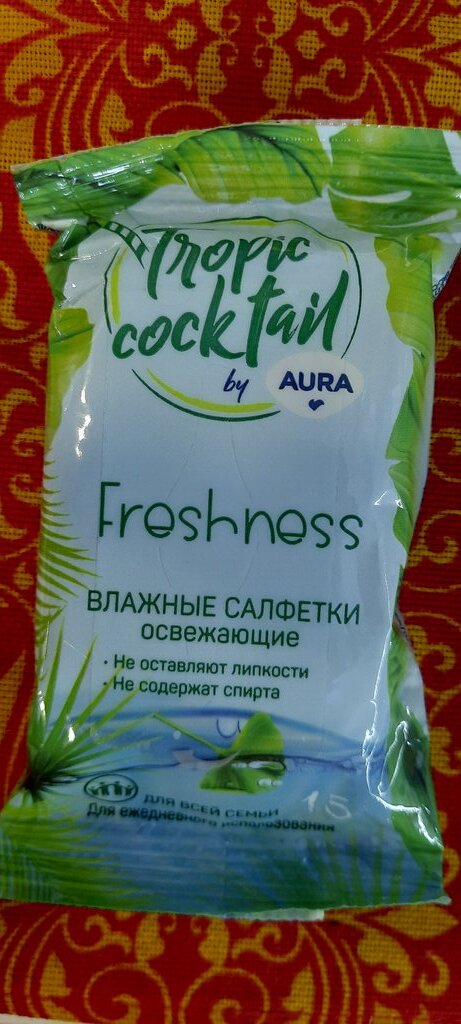 Tropic
cocktail
by AURA
Freshness
ВЛАЖНЫЕ САЛФЕТКИ
освежающие
· Не оставляют липкости
· Не содержат спирта
ДЛЯ ВСЕЙ СЕМЬИ 15
Для ежедневного использования